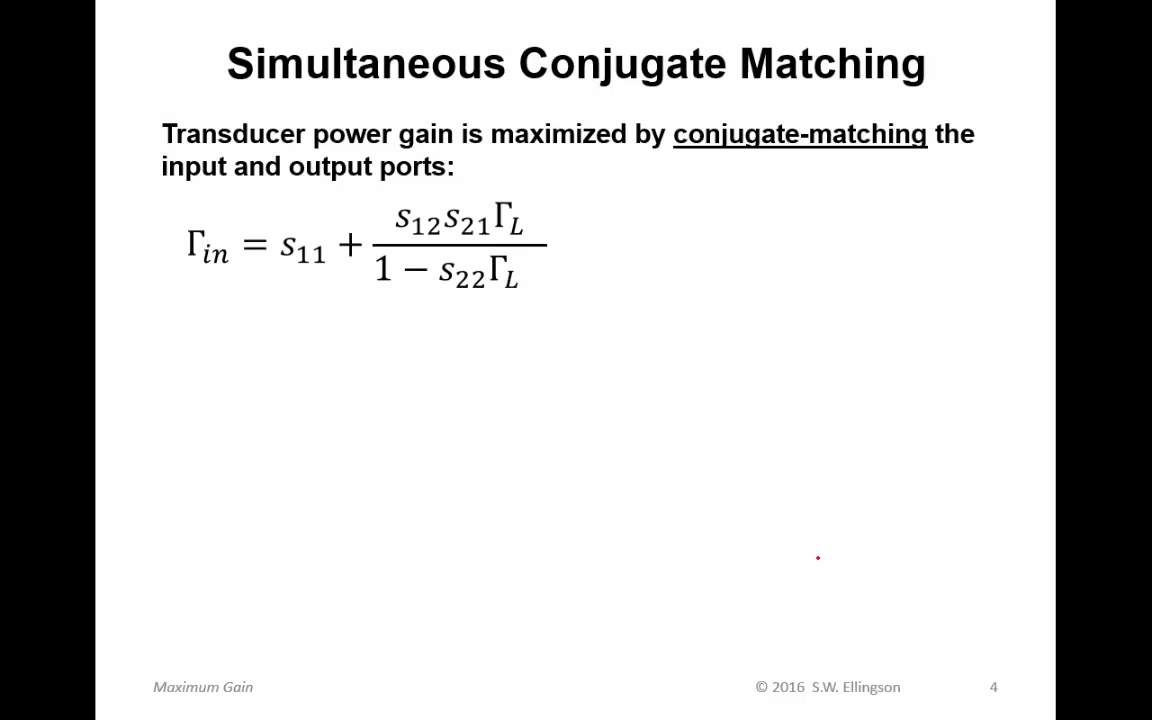 Simultaneous Conjugate Matching
Transducer power gain is maximized by conjugate-matching the
input and output ports:
Γ_in = s_11 + (s_12 s_21 Γ_L) / (1 − s_22 Γ_L)
Maximum Gain © 2016 S.W. Ellingson 4